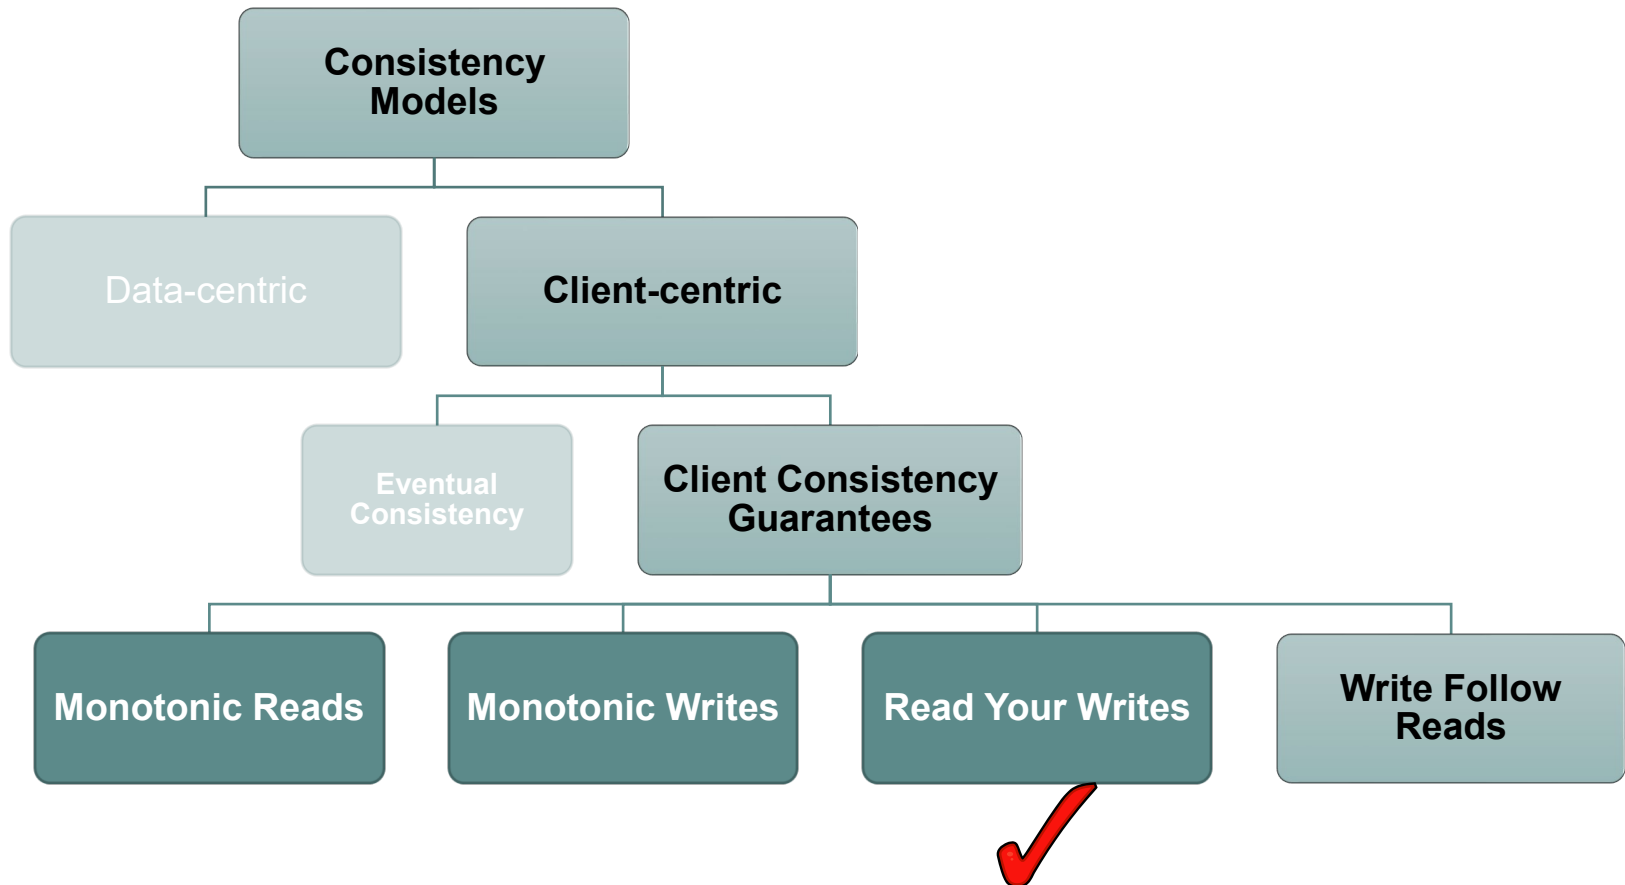 Consistency
Models
Data-centric
Client-centric
Eventual
Consistency
Client Consistency
Guarantees
Monotonic Reads
Monotonic Writes
Read Your Writes
Write Follow
Reads